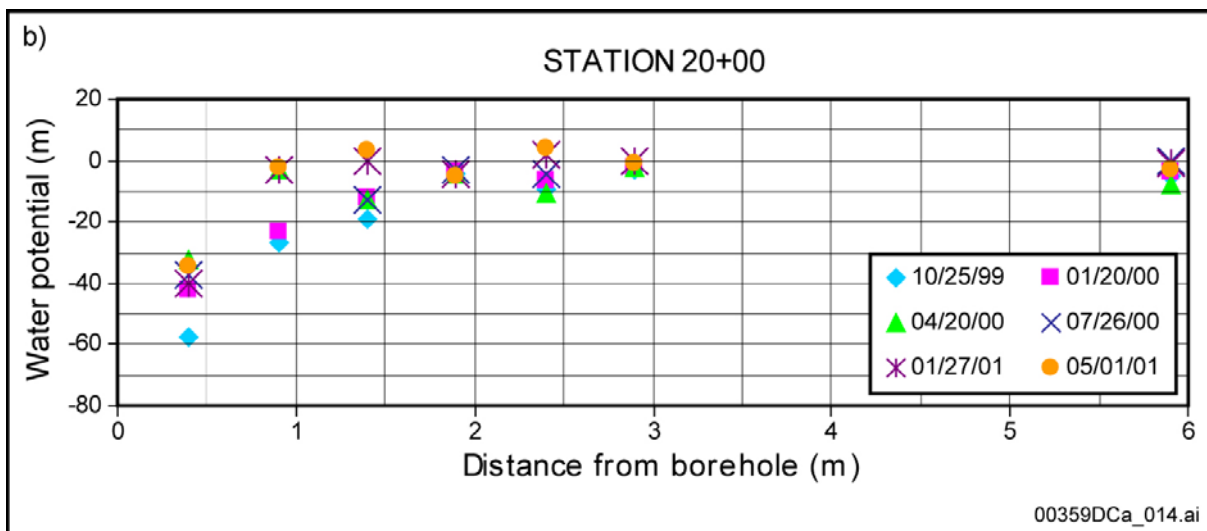 b)
STATION 20+00
Water potential (m)
20
0
-20
-40
-60
-80
0 1 2 3 4 5 6
Distance from borehole (m)
10/25/99 01/20/00
04/20/00 07/26/00
01/27/01 05/01/01
00359DCa_014.ai